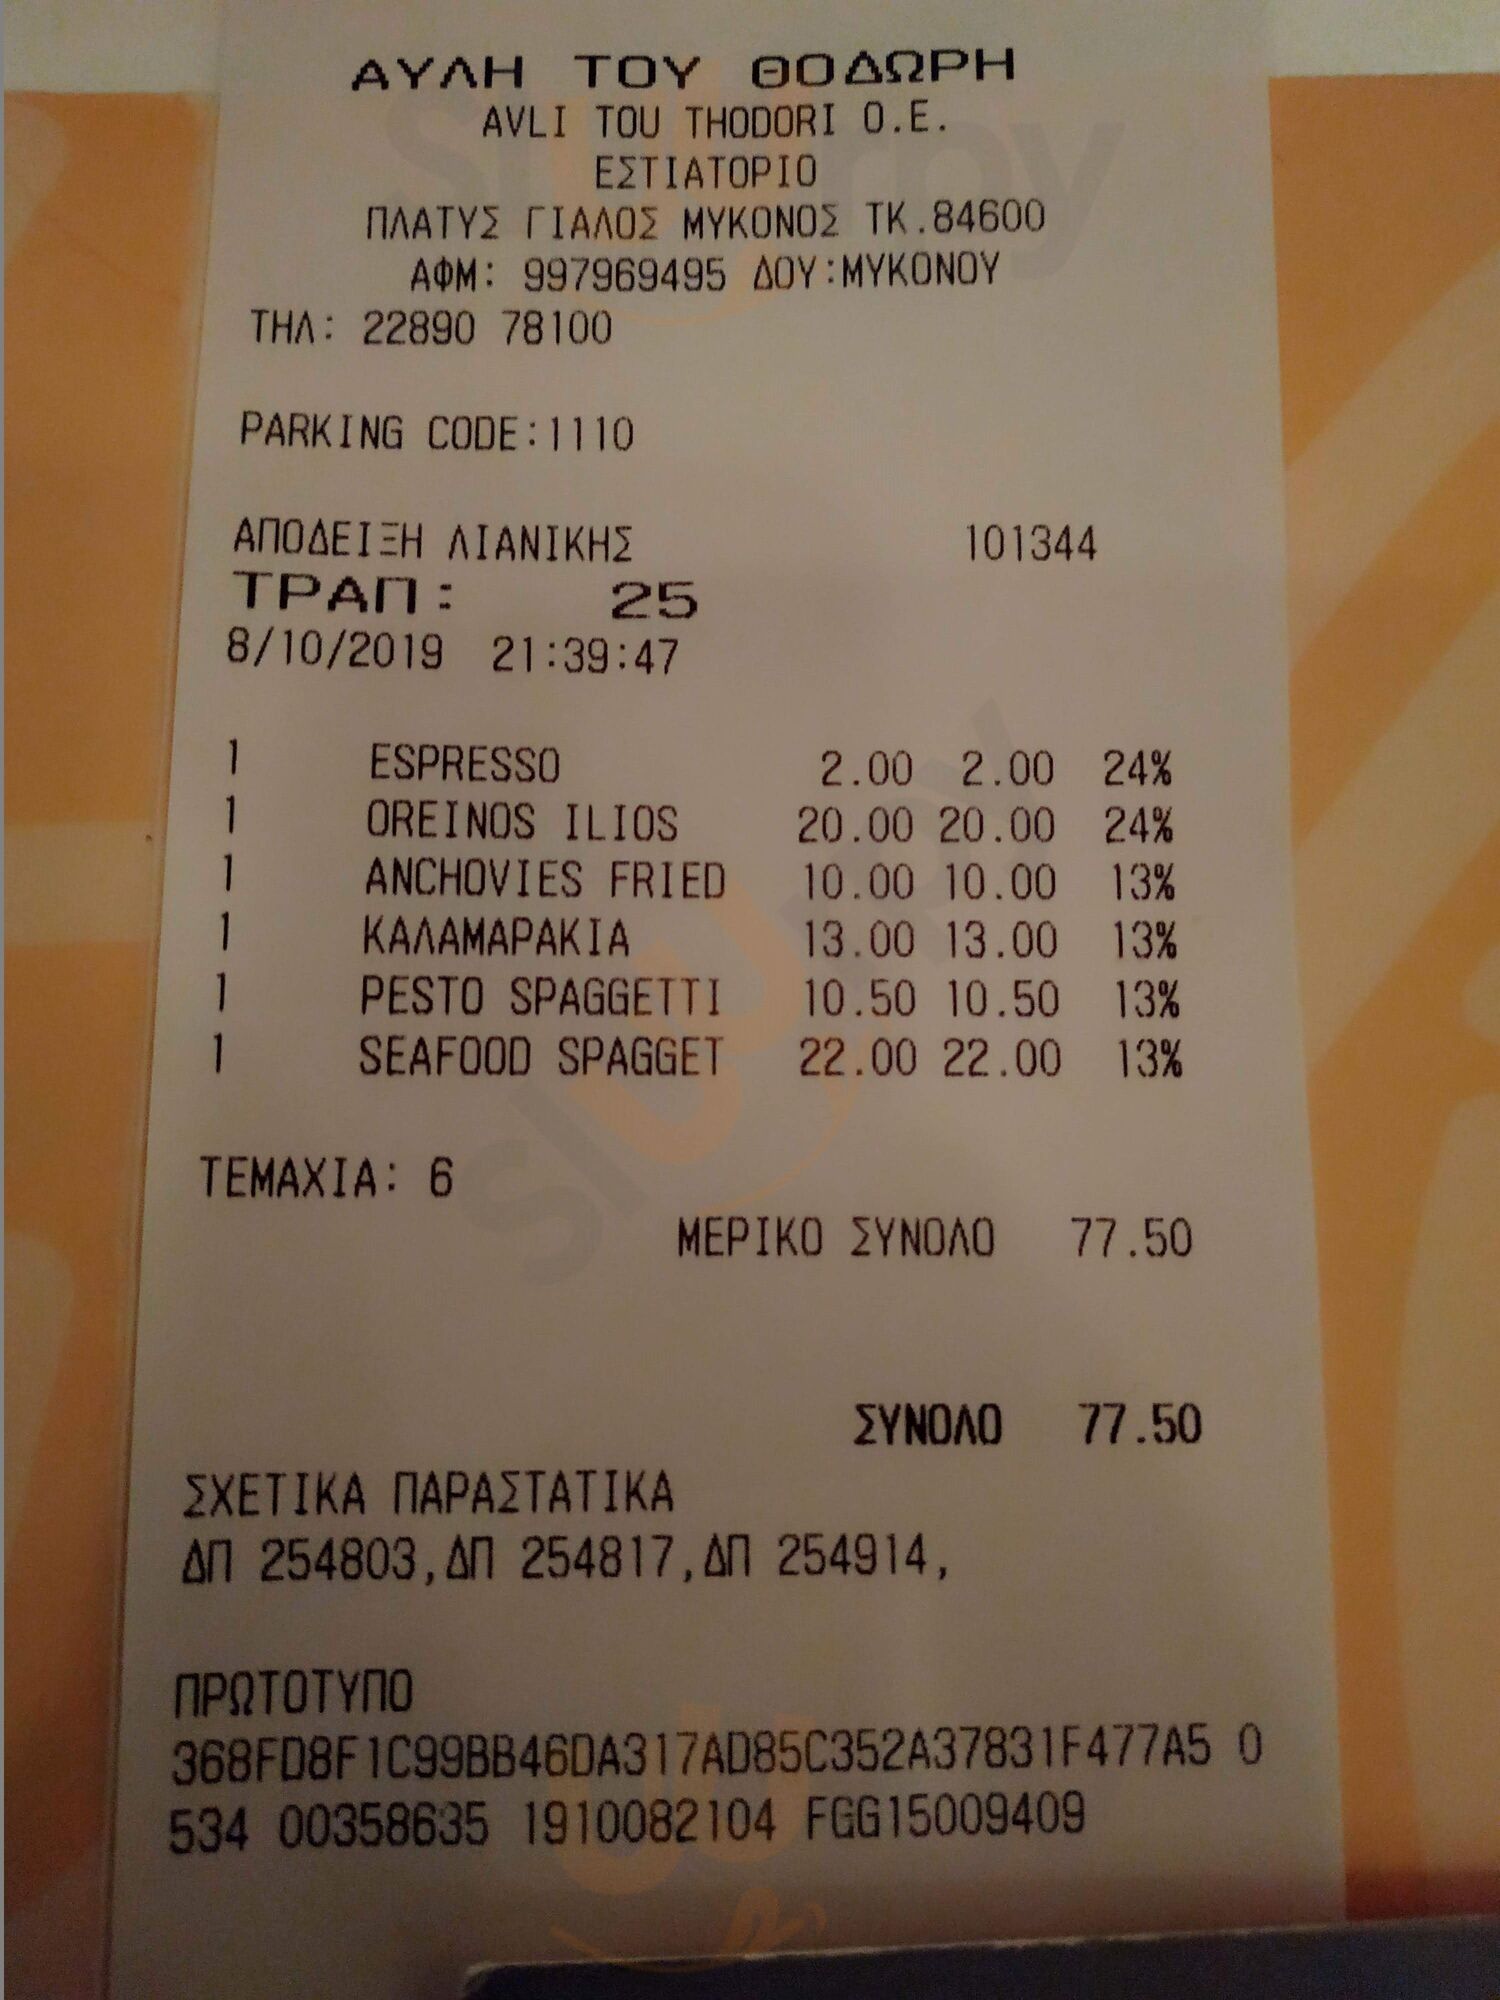 ΑΥΛΗ ΤΟΥ ΘΟΔΩΡΗ
AVLI TOU THODORI O.E.
ΕΣΤΙΑΤΟΡΙΟ
ΠΛΑΤΥΣ ΓΙΑΛΟΣ ΜΥΚΟΝΟΣ ΤΚ.84600
ΑΦΜ: 997969495 ΔΟΥ:ΜΥΚΟΝΟΥ
ΤΗΛ: 22890 78100
PARKING CODE:1110
ΑΠΟΔΕΙΞΗ ΛΙΑΝΙΚΗΣ 101344
ΤΡΑΠ: 25
8/10/2019 21:39:47
1 ESPRESSO 2.00 2.00 24%
1 OREINOS ILIOS 20.00 20.00 24%
1 ANCHOVIES FRIED 10.00 10.00 13%
1 ΚΑΛΑΜΑΡΑΚΙΑ 13.00 13.00 13%
1 PESTO SPAGGETTI 10.50 10.50 13%
1 SEAFOOD SPAGGET 22.00 22.00 13%
ΤΕΜΑΧΙΑ: 6
ΜΕΡΙΚΟ ΣΥΝΟΛΟ 77.50
ΣΥΝΟΛΟ 77.50
ΣΧΕΤΙΚΑ ΠΑΡΑΣΤΑΤΙΚΑ
ΔΠ 254803,ΔΠ 254817,ΔΠ 254914,
ΠΡΩΤΟΤΥΠΟ
368FD8F1C99BB46DA317AD85C352A37831F477A5 0
534 00358635 1910082104 FGG15009409